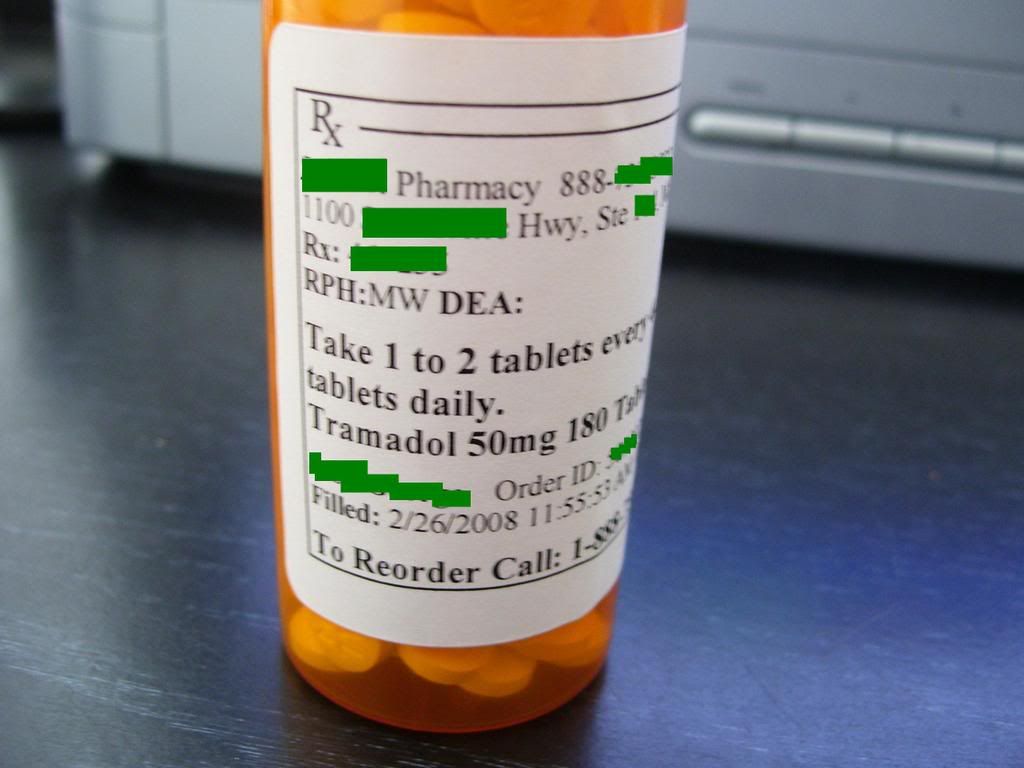 Rx
Pharmacy 888-
1100 Hwy, Ste
Rx:
RPH:MW DEA:
Take 1 to 2 tablets every
tablets daily.
Tramadol 50mg 180
Order ID:
Filled: 2/26/2008 11:55:53
To Reorder Call: 1-888-